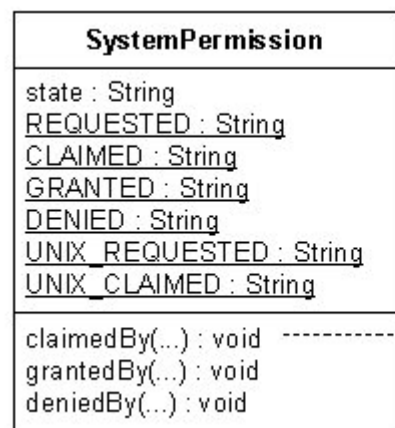 SystemPermission
state : String
REQUESTED : String
CLAIMED : String
GRANTED : String
DENIED : String
UNIX_REQUESTED : String
UNIX_CLAIMED : String
claimedBy(...) : void
grantedBy(...) : void
deniedBy(...) : void